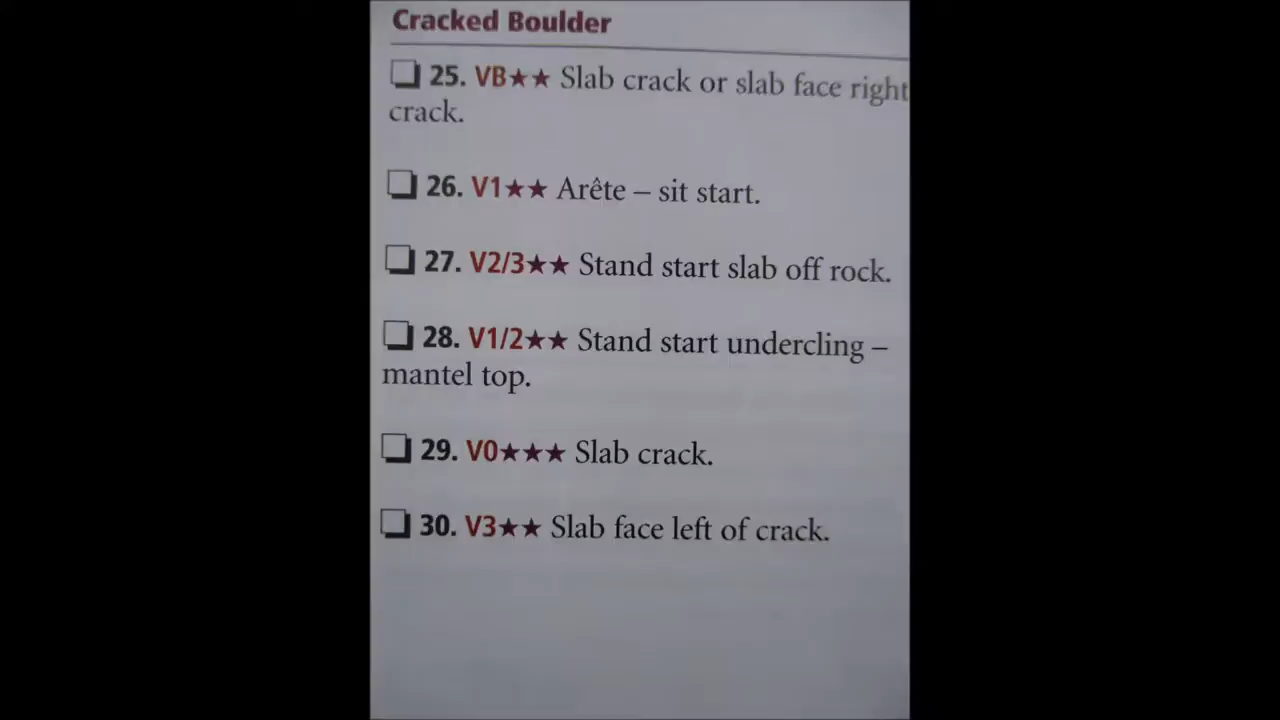 Cracked Boulder
25. VB★★ Slab crack or slab face right
crack.
26. V1★★ Arête – sit start.
27. V2/3★★ Stand start slab off rock.
28. V1/2★★ Stand start undercling –
mantel top.
29. V0★★★ Slab crack.
30. V3★★ Slab face left of crack.